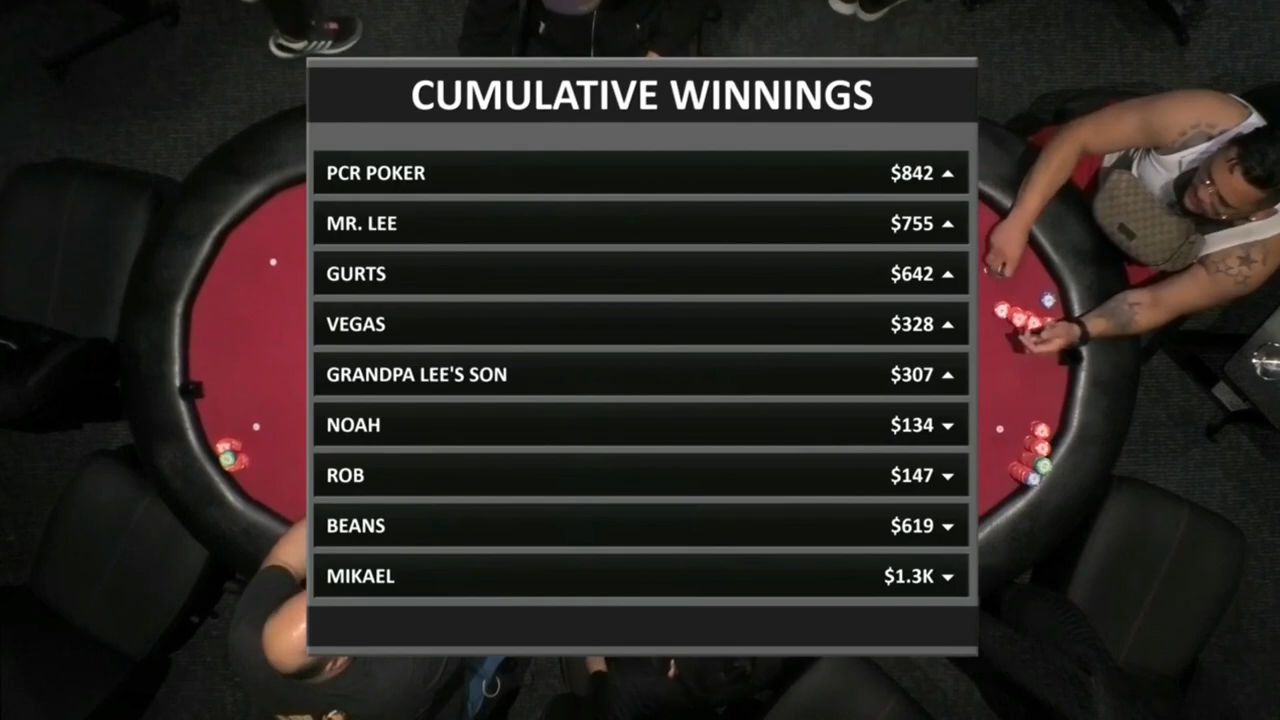 CUMULATIVE WINNINGS
PCR POKER $842
MR. LEE $755
GURTS $642
VEGAS $328
GRANDPA LEE'S SON $307
NOAH $134
ROB $147
BEANS $619
MIKAEL $1.3K